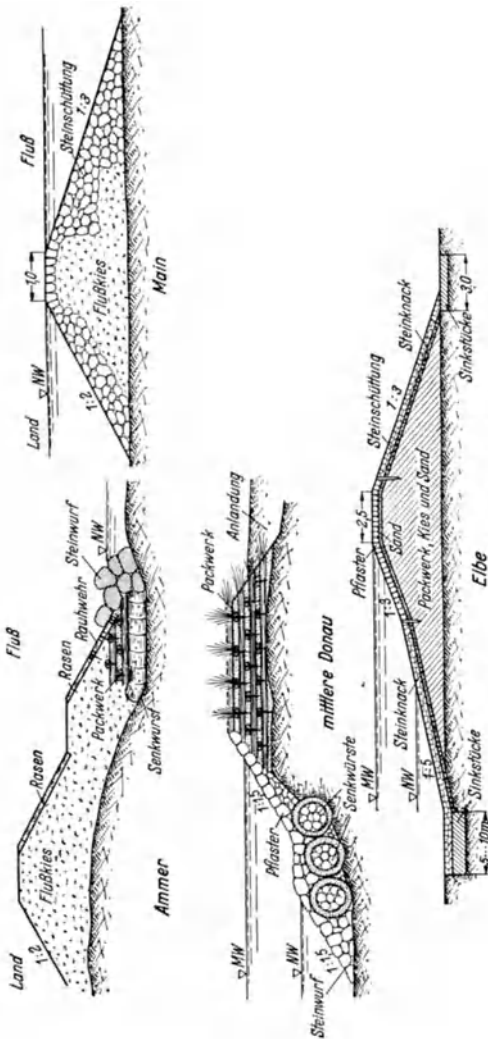 Land
Fluß
1:2
Flußkies
Rasen
Rasen
Packwerk
Rauhwehr
Steinwurf
NW
Senkwurst
Ammer
Land
NW
1,0
Fluß
1:2
Flußkies
Steinschüttung
1:3
Main
MW
NW
Steinwurf
1:1,5
Pflaster
1:1,5
Senkwürste
Packwerk
Anlandung
mittlere Donau
MW
NW
1:5
Steinknack
1:3
Pflaster
2,5
Sand
Packwerk, Kies und Sand
Steinschüttung
1:3
Steinknack
5...10m
Sinkstücke
3,0
Sinkstücke
Elbe